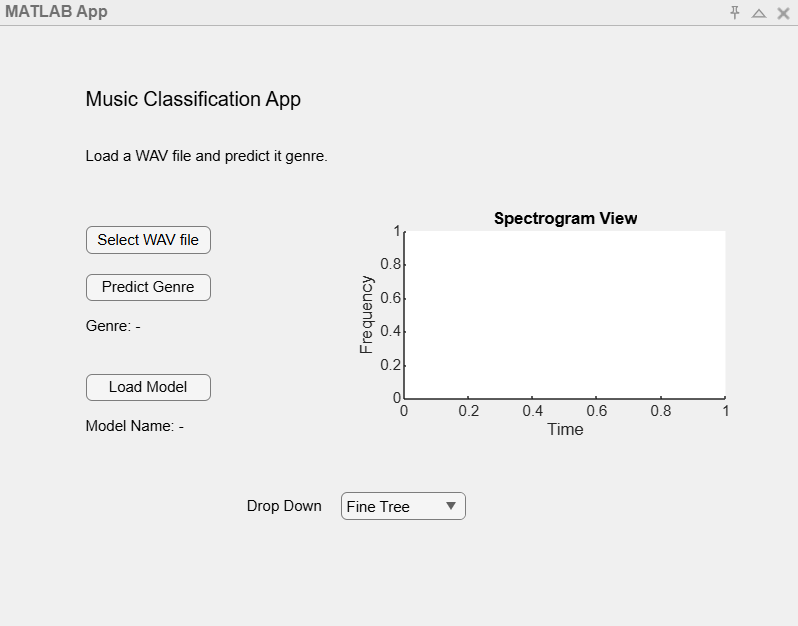 MATLAB App
Music Classification App
Load a WAV file and predict it genre.
Select WAV file
Predict Genre
Genre: -
Load Model
Model Name: -
Spectrogram View
Frequency
1
0.8
0.6
0.4
0.2
0
0 0.2 0.4 0.6 0.8 1
Time
Drop Down Fine Tree